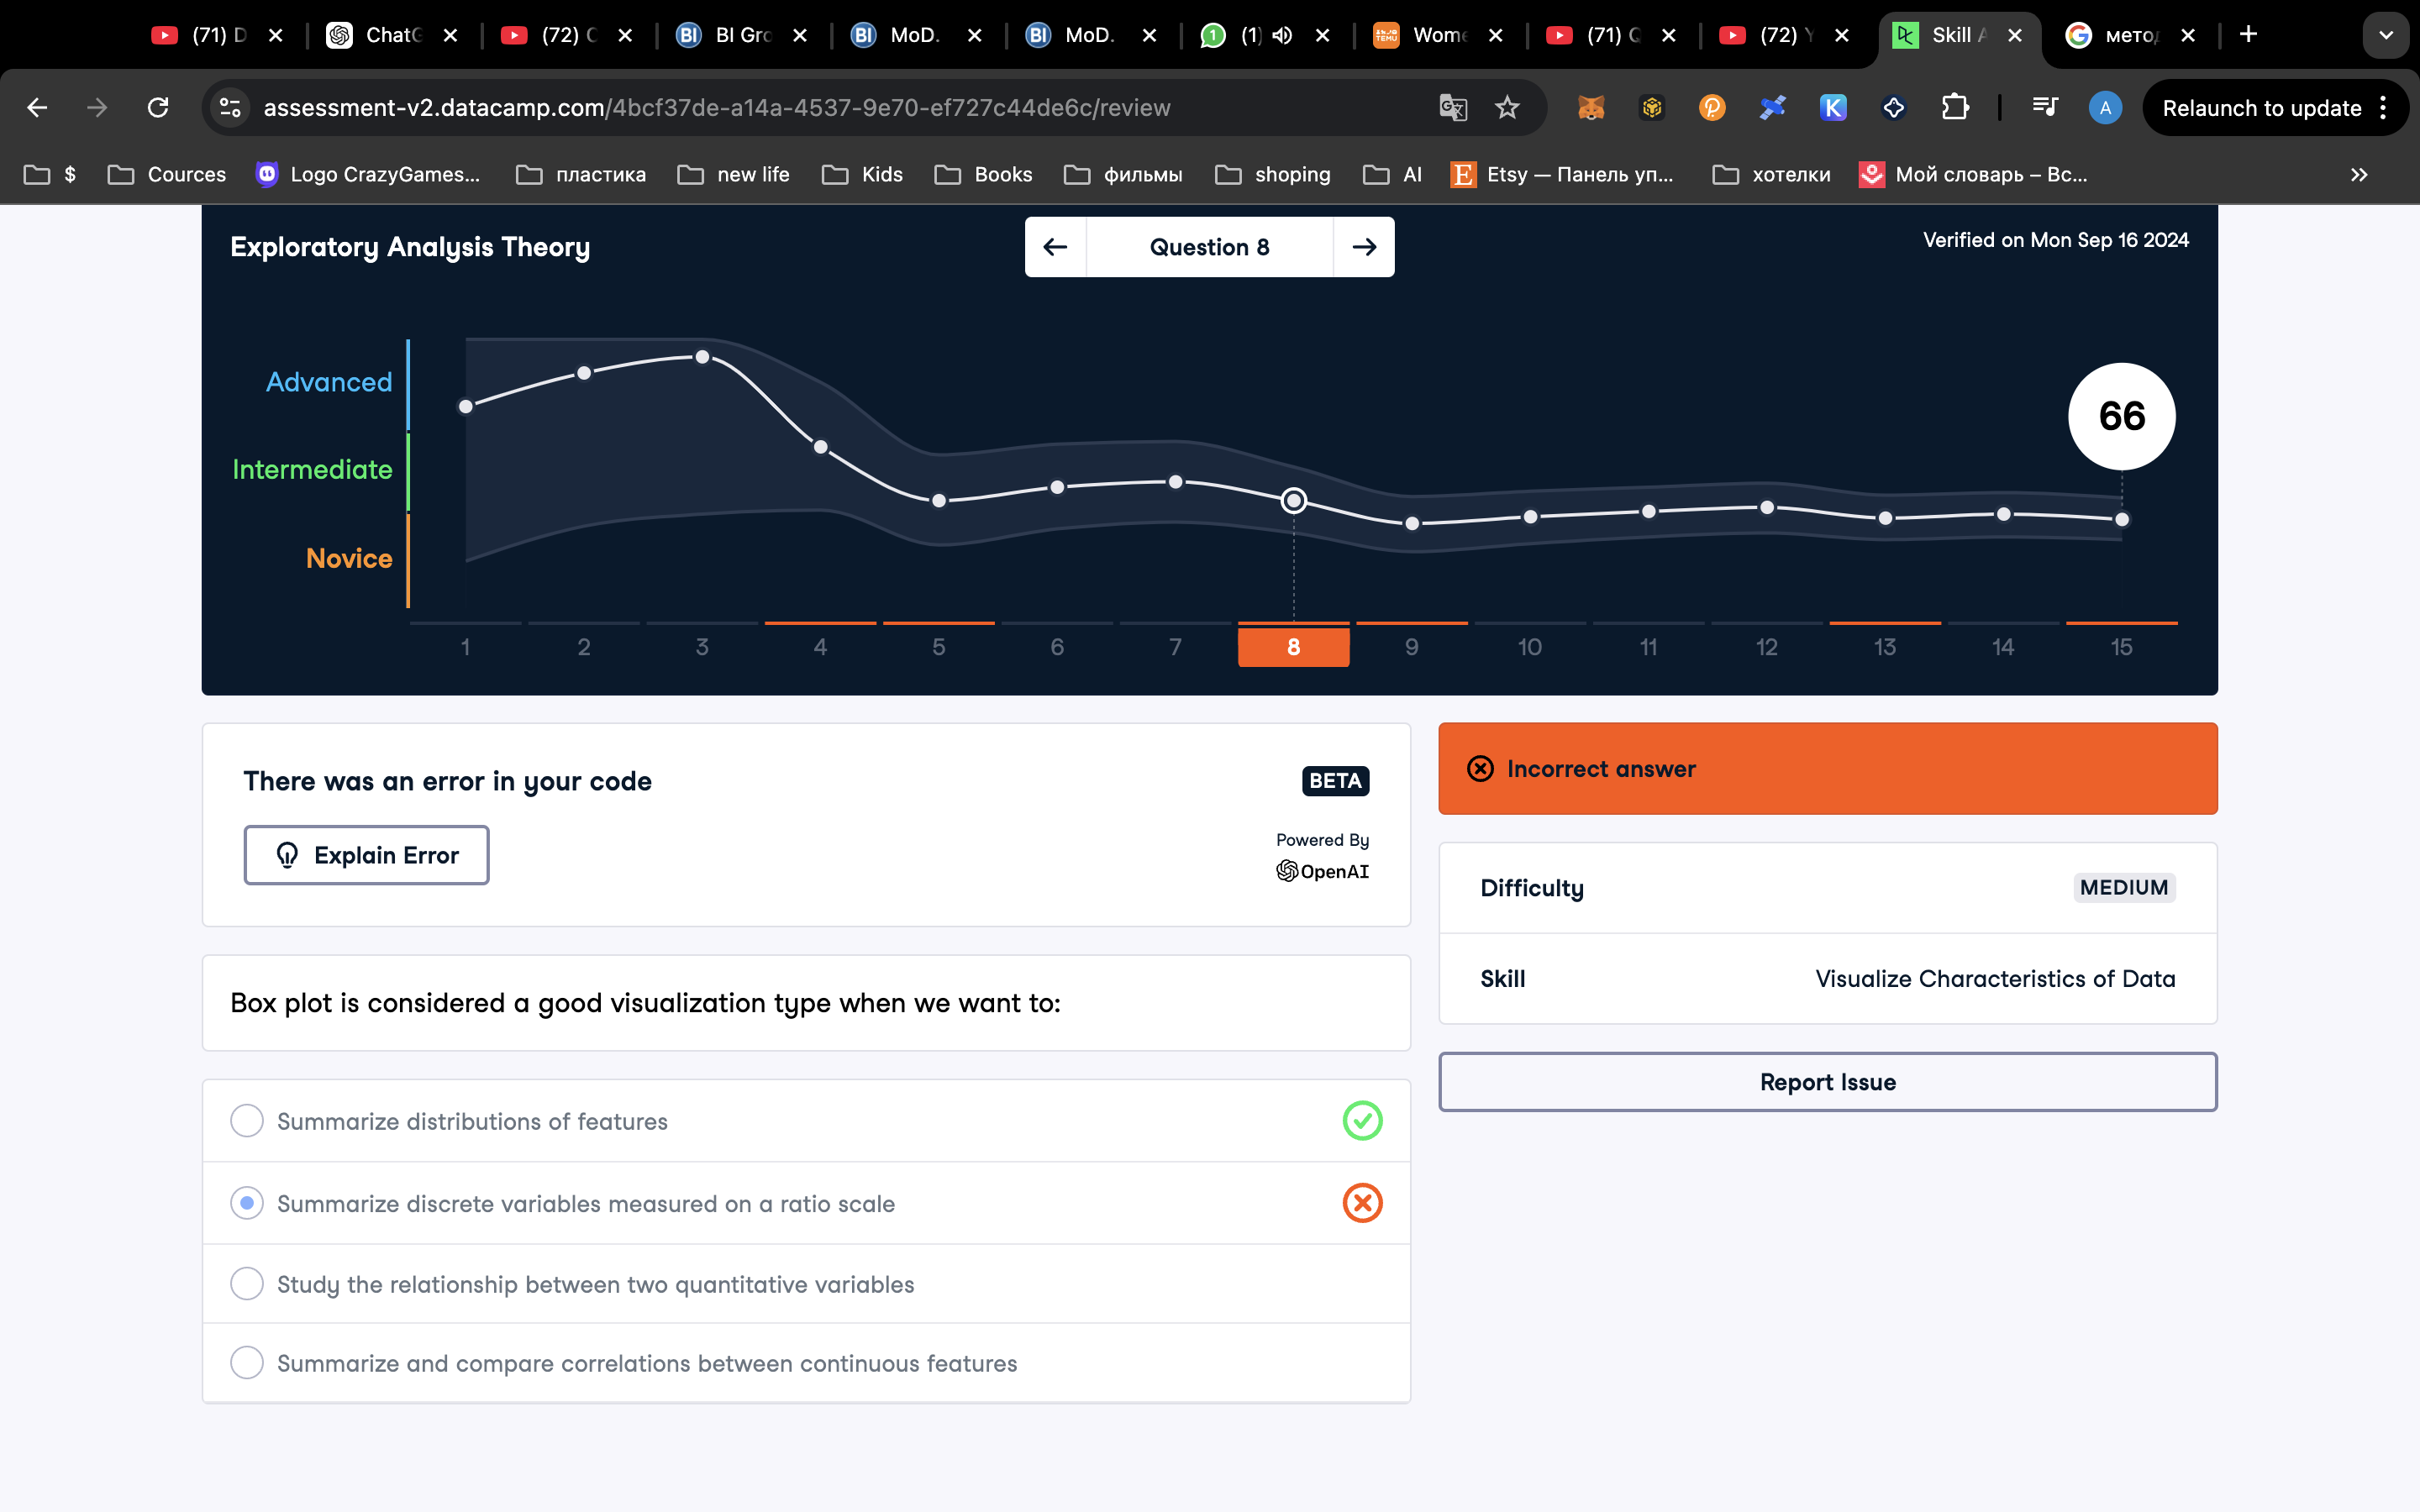 (71) D
ChatG
(72) C
BI Gro
MoD.
MoD.
(1)
Wome
(71) Q
(72) Y
Skill A
метод
assessment-v2.datacamp.com/4bcf37de-a14a-4537-9e70-ef727c44de6c/review
K
A
Relaunch to update
$
Cources
Logo CrazyGames...
пластика
new life
Kids
Books
фильмы
shoping
AI
Etsy — Панель уп...
хотелки
Мой словарь – Вс...
Exploratory Analysis Theory
Question 8
Verified on Mon Sep 16 2024
Advanced
Intermediate
Novice
66
1 2 3 4 5 6 7 8 9 10 11 12 13 14 15
There was an error in your code
BETA
Explain Error
Powered By
OpenAI
Incorrect answer
Difficulty
MEDIUM
Skill
Visualize Characteristics of Data
Report Issue
Box plot is considered a good visualization type when we want to:
Summarize distributions of features
Summarize discrete variables measured on a ratio scale
Study the relationship between two quantitative variables
Summarize and compare correlations between continuous features